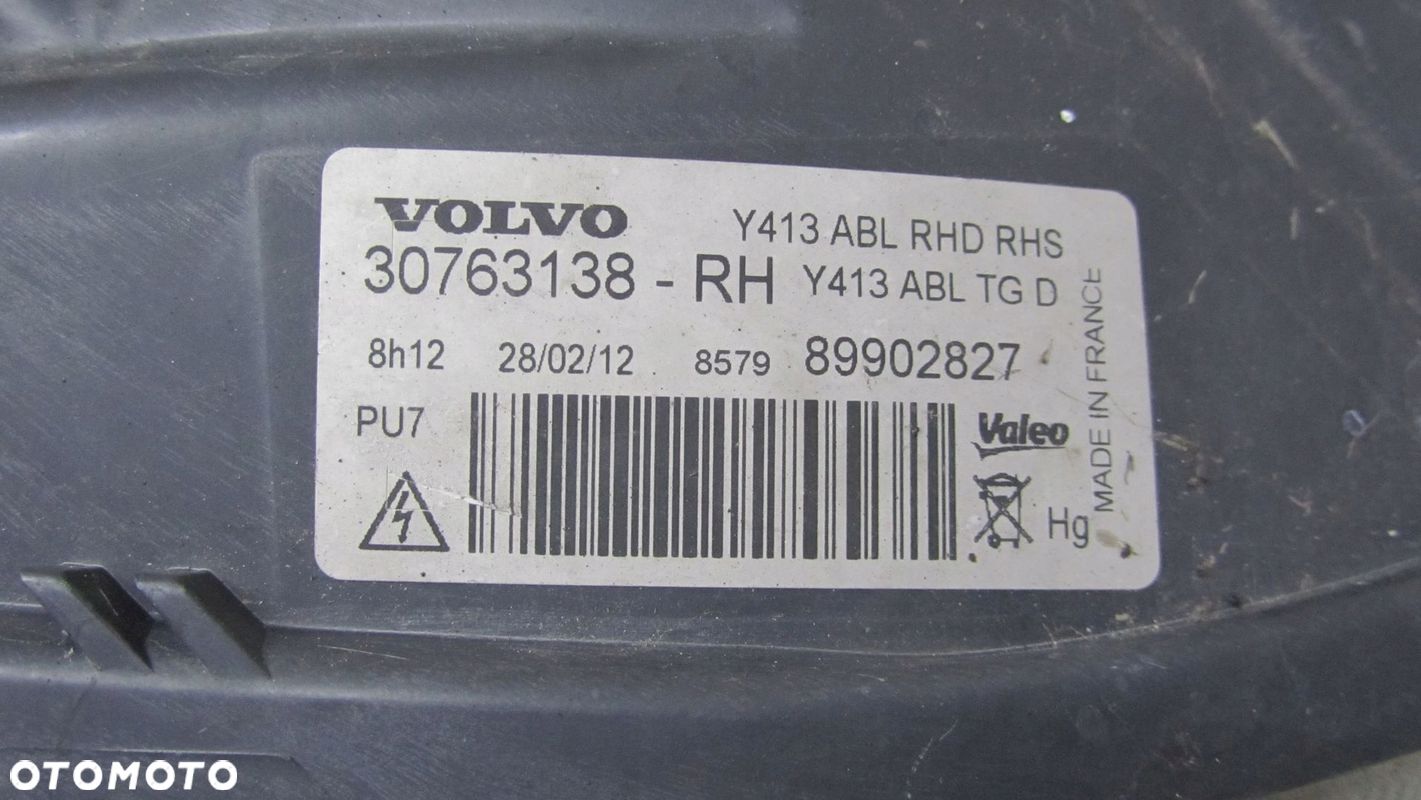 VOLVO Y413 ABL RHD RHS
30763138 - RH Y413 ABL TG D
8h12 28/02/12 8579 89902827
PU7
Valeo
Hg
MADE IN FRANCE
OTOMOTO